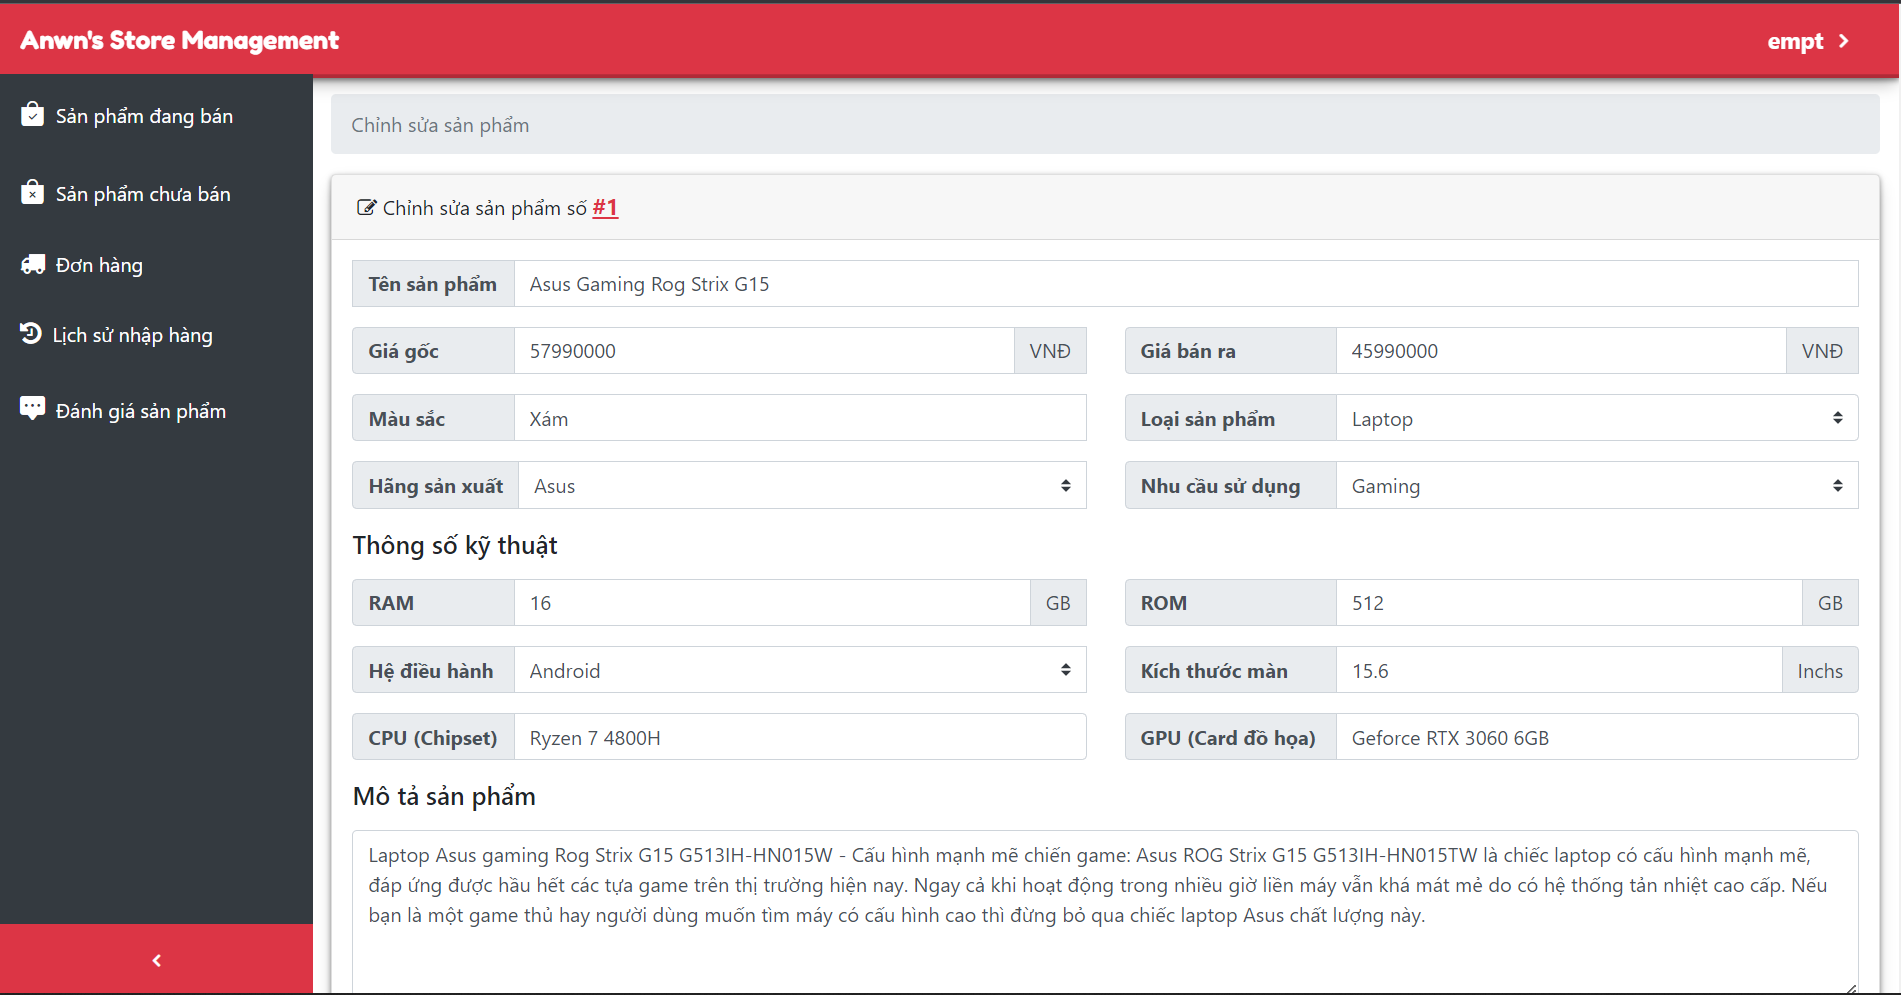 Anwn's Store Management
empt
Sản phẩm đang bán
Sản phẩm chưa bán
Đơn hàng
Lịch sử nhập hàng
Đánh giá sản phẩm
Chỉnh sửa sản phẩm
Chỉnh sửa sản phẩm số #1
Tên sản phẩm Asus Gaming Rog Strix G15
Giá gốc 57990000 VNĐ Giá bán ra 45990000 VNĐ
Màu sắc Xám Loại sản phẩm Laptop
Hãng sản xuất Asus Nhu cầu sử dụng Gaming
Thông số kỹ thuật
RAM 16 GB ROM 512 GB
Hệ điều hành Android Kích thước màn 15.6 Inchs
CPU (Chipset) Ryzen 7 4800H GPU (Card đồ họa) Geforce RTX 3060 6GB
Mô tả sản phẩm
Laptop Asus gaming Rog Strix G15 G513IH-HN015W - Cấu hình mạnh mẽ chiến game: Asus ROG Strix G15 G513IH-HN015TW là chiếc laptop có cấu hình mạnh mẽ,
đáp ứng được hầu hết các tựa game trên thị trường hiện nay. Ngay cả khi hoạt động trong nhiều giờ liền máy vẫn khá mát mẻ do có hệ thống tản nhiệt cao cấp. Nếu
bạn là một game thủ hay người dùng muốn tìm máy có cấu hình cao thì đừng bỏ qua chiếc laptop Asus chất lượng này.